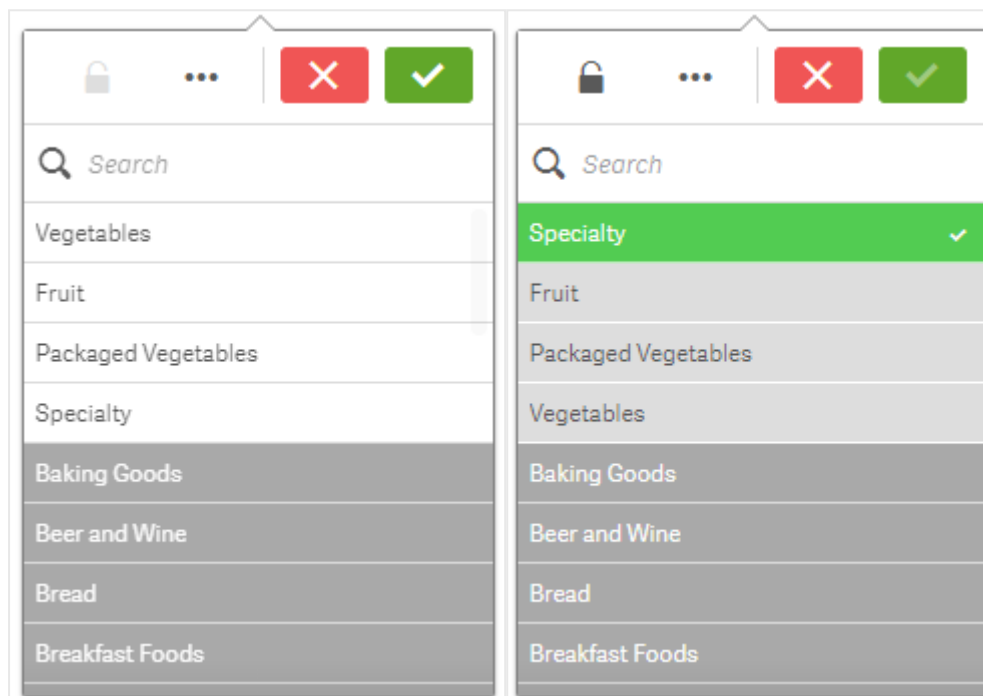 Search
Vegetables
Fruit
Packaged Vegetables
Specialty
Baking Goods
Beer and Wine
Bread
Breakfast Foods
Search
Specialty
Fruit
Packaged Vegetables
Vegetables
Baking Goods
Beer and Wine
Bread
Breakfast Foods